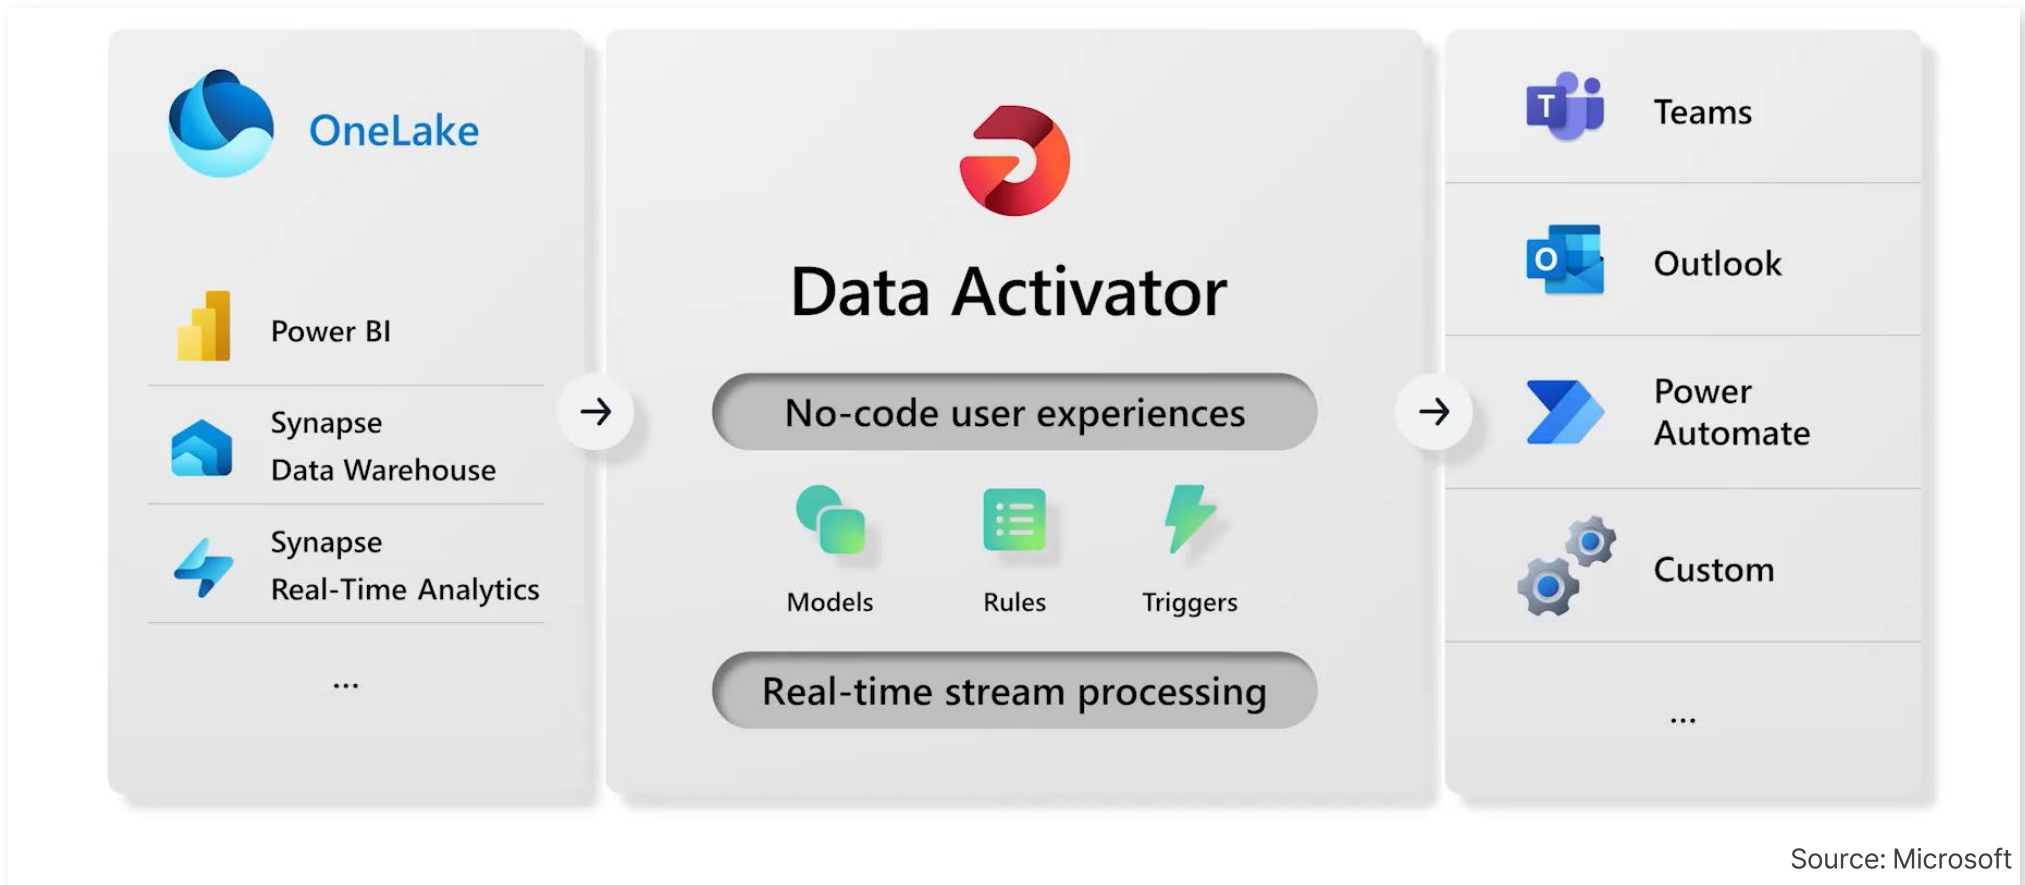 OneLake
Power BI
Synapse
Data Warehouse
Synapse
Real-Time Analytics
...
Data Activator
No-code user experiences
Models
Rules
Triggers
Real-time stream processing
T
Teams
O
Outlook
Power
Automate
Custom
...
Source: Microsoft